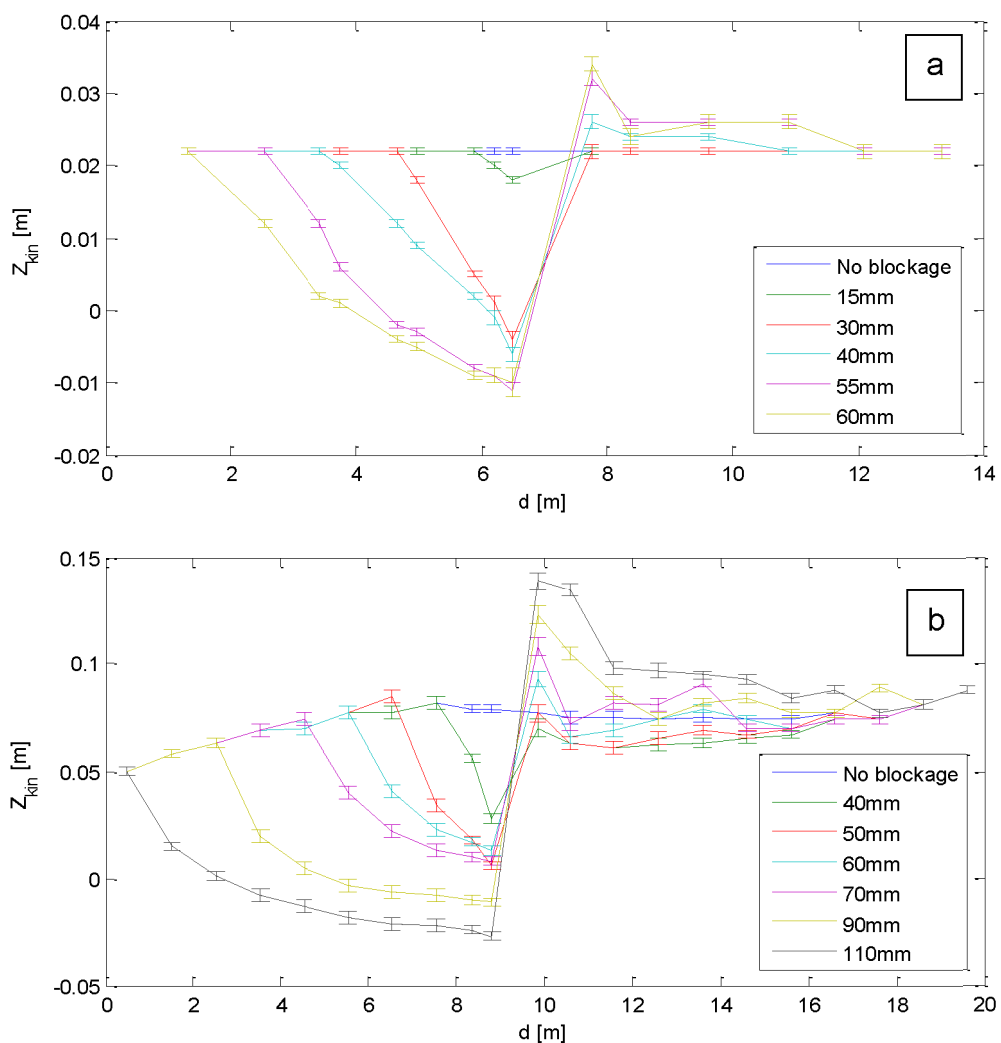 a
0.04
0.03
0.02
0.01
0
-0.01
-0.02
Z_kin [m]
0 2 4 6 8 10 12 14
d [m]
No blockage
15mm
30mm
40mm
55mm
60mm
b
0.15
0.1
0.05
0
-0.05
Z_kin [m]
0 2 4 6 8 10 12 14 16 18 20
d [m]
No blockage
40mm
50mm
60mm
70mm
90mm
110mm